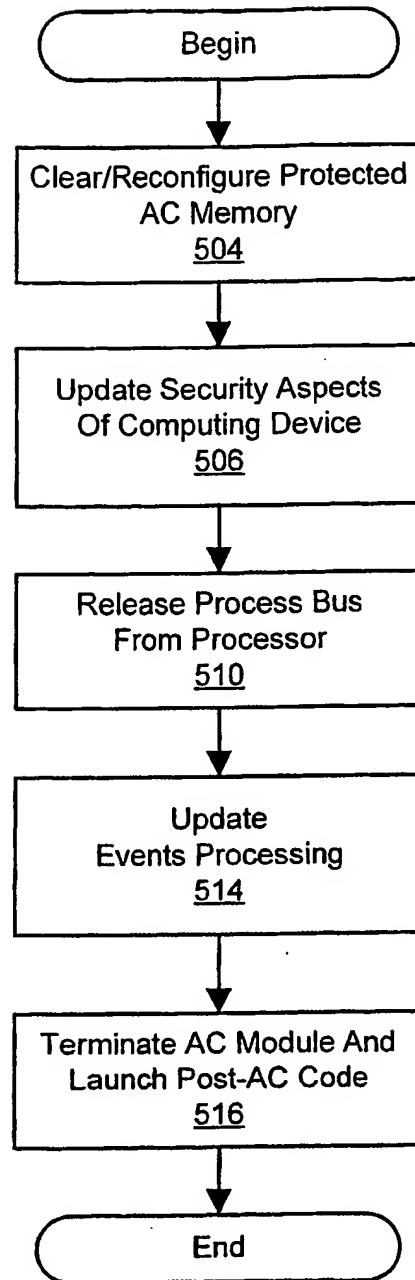 Begin
Clear/Reconfigure Protected
AC Memory
504
Update Security Aspects
Of Computing Device
506
Release Process Bus
From Processor
510
Update
Events Processing
514
Terminate AC Module And
Launch Post-AC Code
516
End